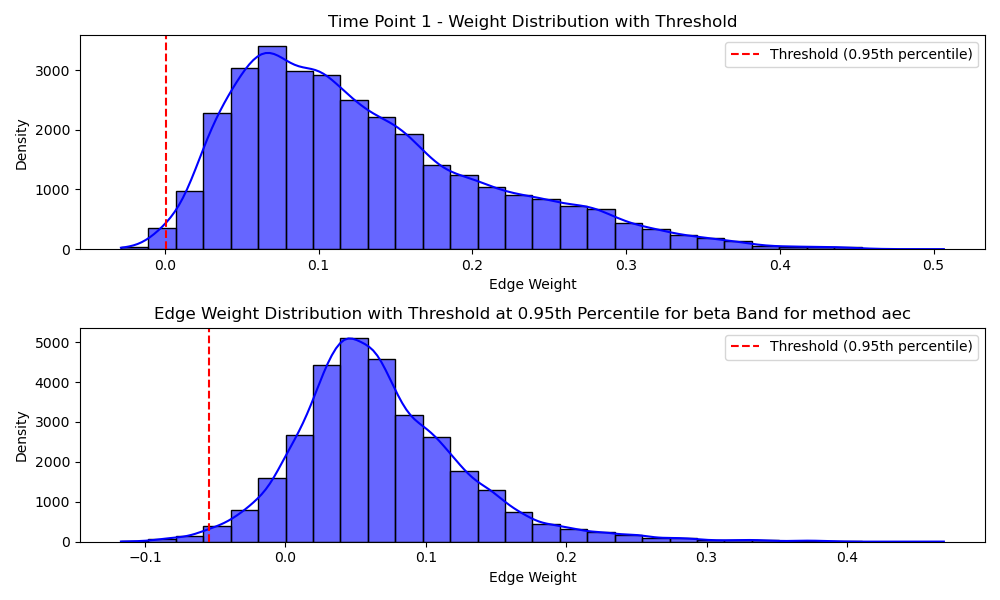 Time Point 1 - Weight Distribution with Threshold
Threshold (0.95th percentile)
Density
3000
2000
1000
0
0.0 0.1 0.2 0.3 0.4 0.5
Edge Weight
Edge Weight Distribution with Threshold at 0.95th Percentile for beta Band for method aec
Threshold (0.95th percentile)
Density
5000
4000
3000
2000
1000
0
−0.1 0.0 0.1 0.2 0.3 0.4
Edge Weight